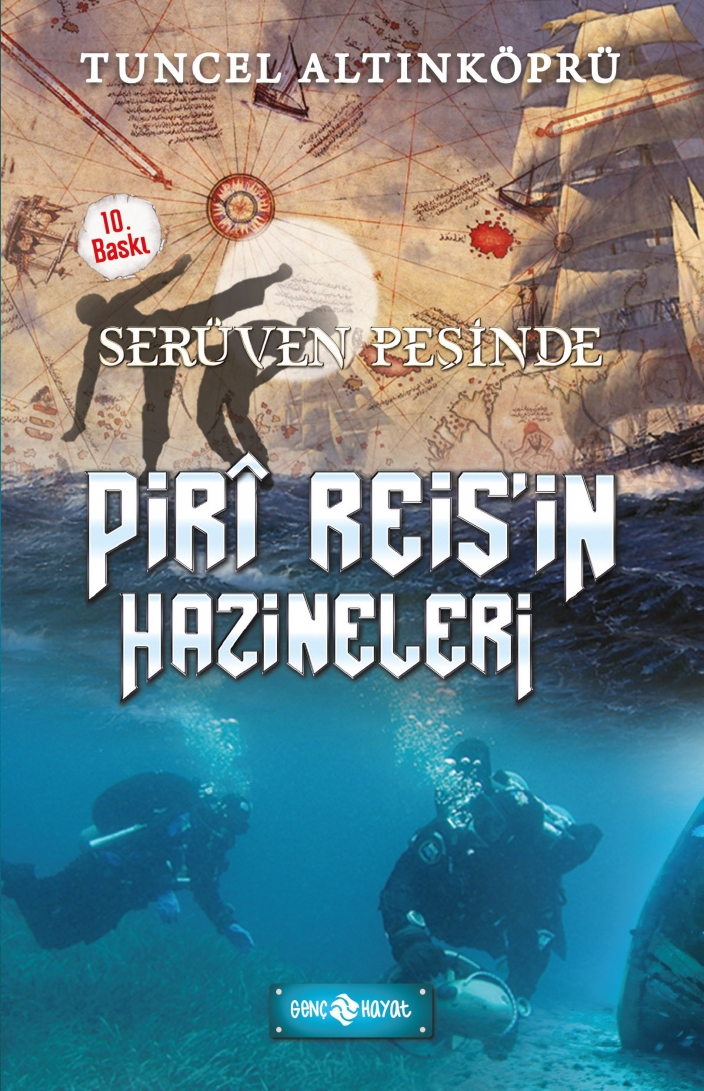 TUNCEL ALTINKÖPRÜ
10.
Baskı
SERÜVEN PEŞİNDE
PİRÎ REİS'İN
HAZİNELERİ
GENÇ HAYAT